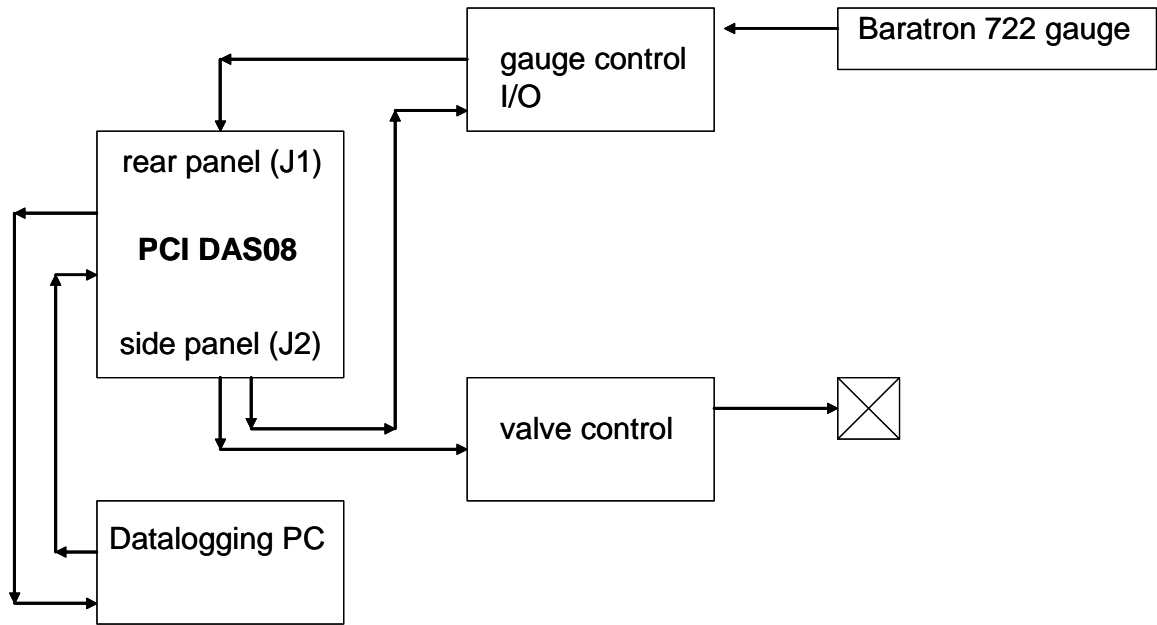 Baratron 722 gauge
gauge control
I/O
rear panel (J1)
PCI DAS08
side panel (J2)
valve control
Datalogging PC